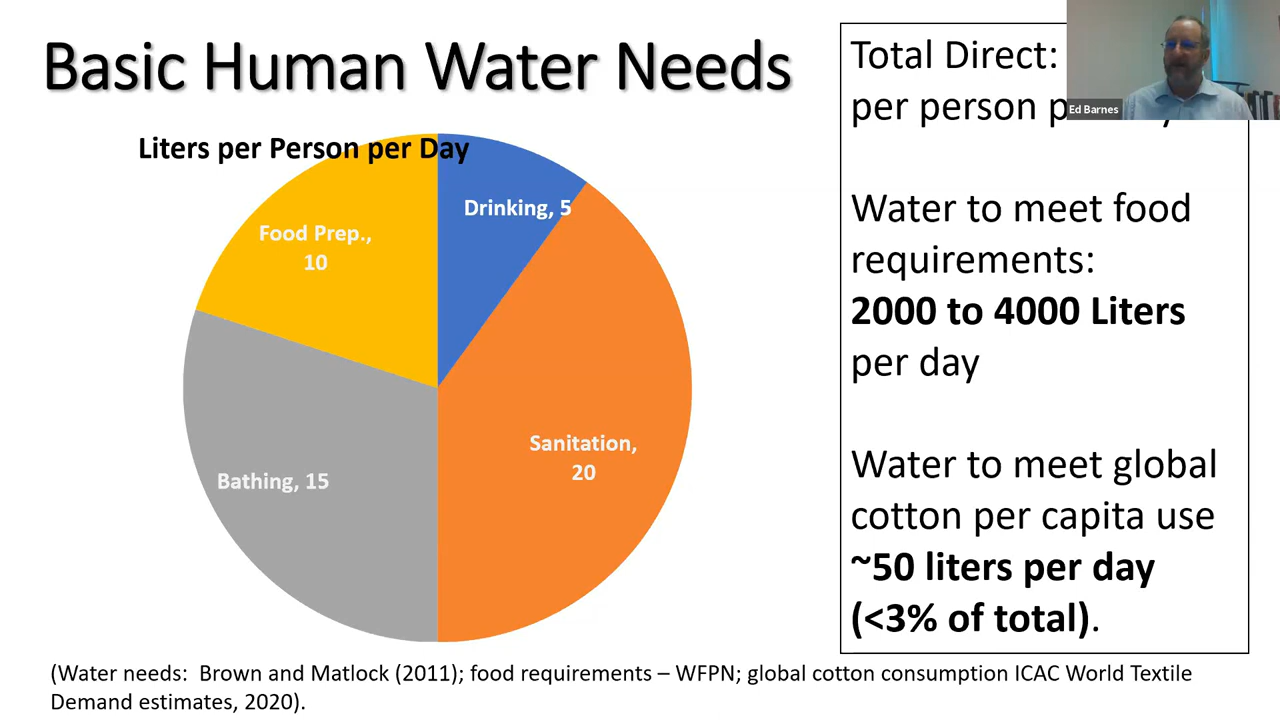 Basic Human Water Needs
Liters per Person per Day
Drinking, 5
Food Prep.,
10
Sanitation,
20
Bathing, 15
Total Direct:
per person
Water to meet food
requirements:
2000 to 4000 Liters
per day
Water to meet global
cotton per capita use
~50 liters per day
(<3% of total).
Ed Barnes
(Water needs:  Brown and Matlock (2011); food requirements – WFPN; global cotton consumption ICAC World Textile
Demand estimates, 2020).